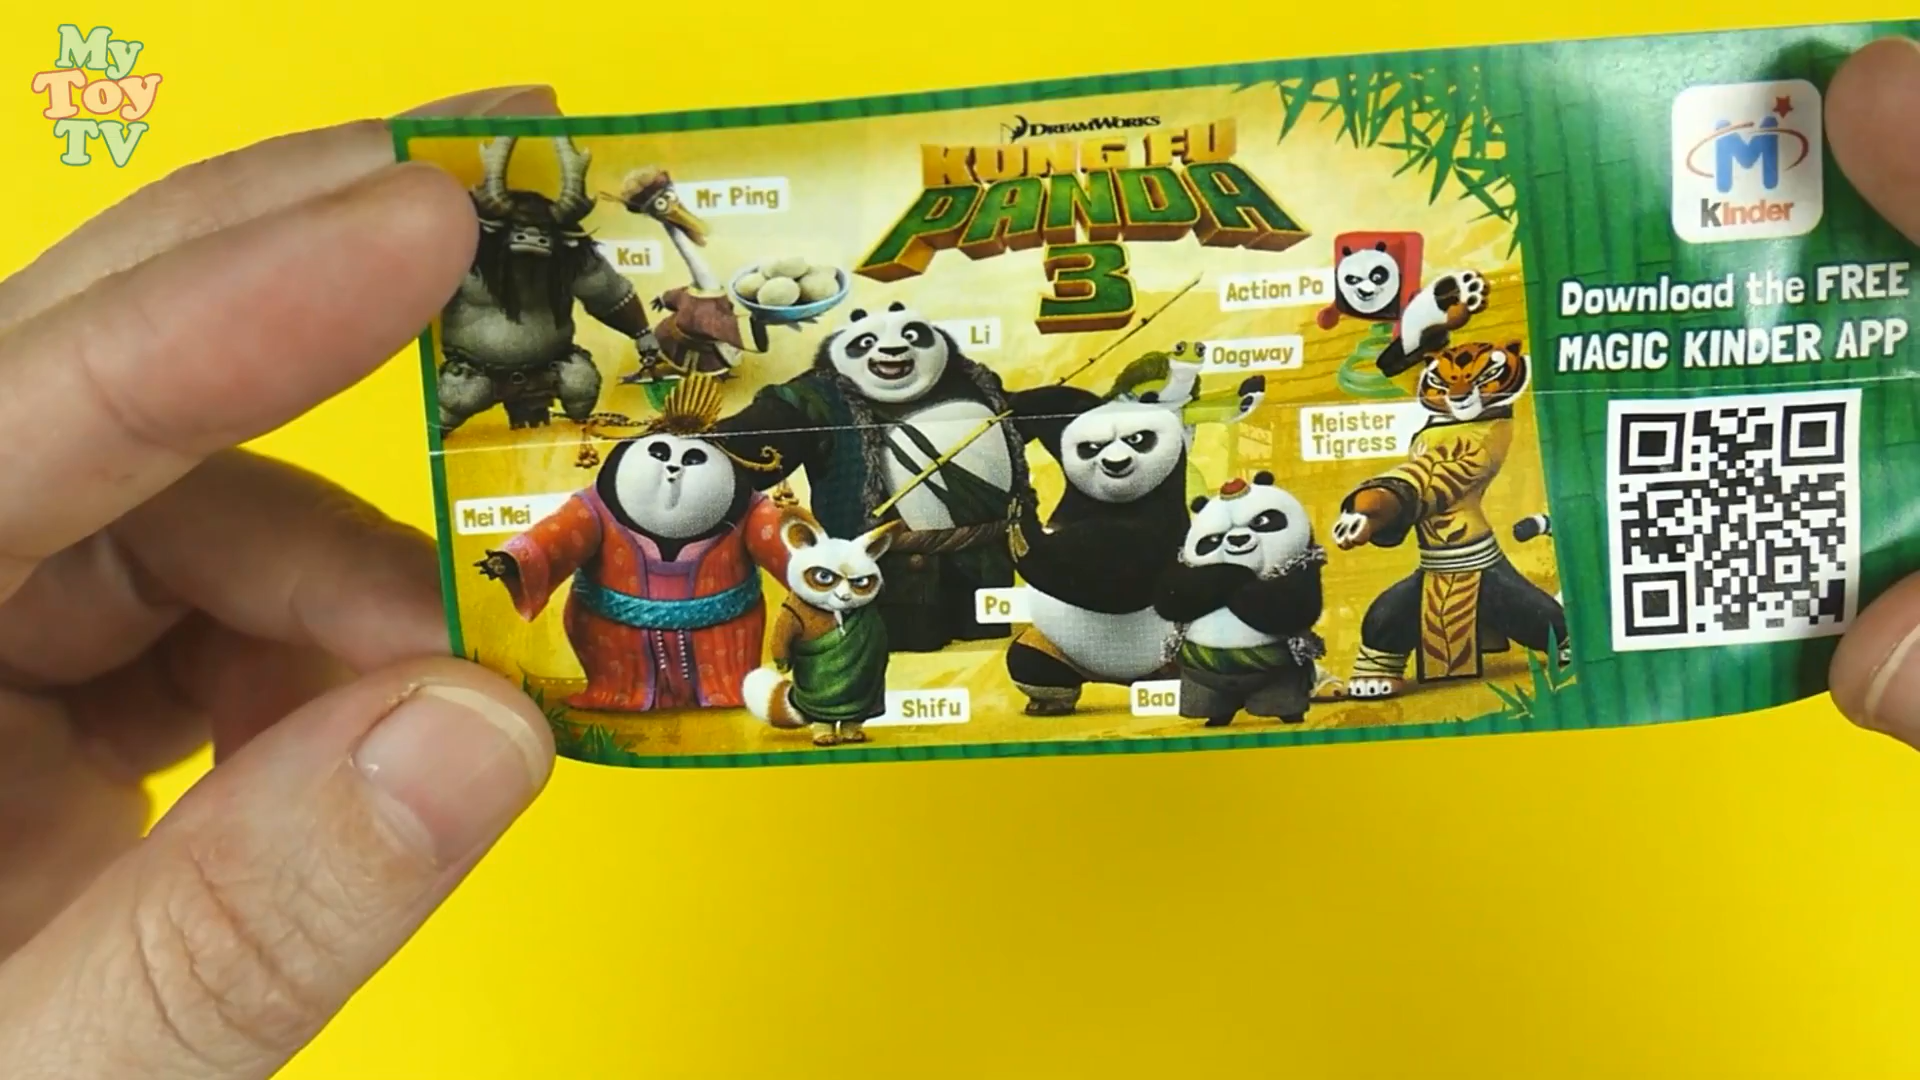 My
Toy
TV
DREAMWORKS
KUNG FU
PANDA
3
Mr Ping
Kai
Li
Action Po
Oogway
Meister
Tigress
Mei Mei
Po
Bao
Shifu
M
Kinder
Download the FREE
MAGIC KINDER APP